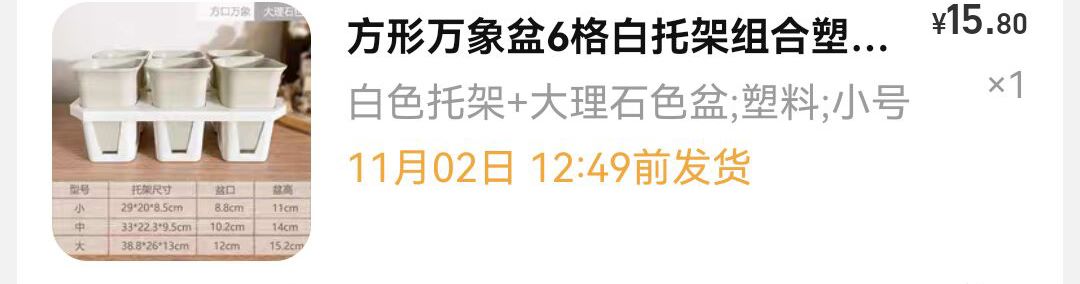 方口万象 大理石色
方形万象盆6格白托架组合塑...
¥15.80
白色托架+大理石色盆;塑料;小号
×1
11月02日 12:49前发货
型号 托架尺寸 盆口 盆高
小 29*20*8.5cm 8.8cm 11cm
中 33*22.3*9.5cm 10.2cm 14cm
大 38.8*26*13cm 12cm 15.2cm